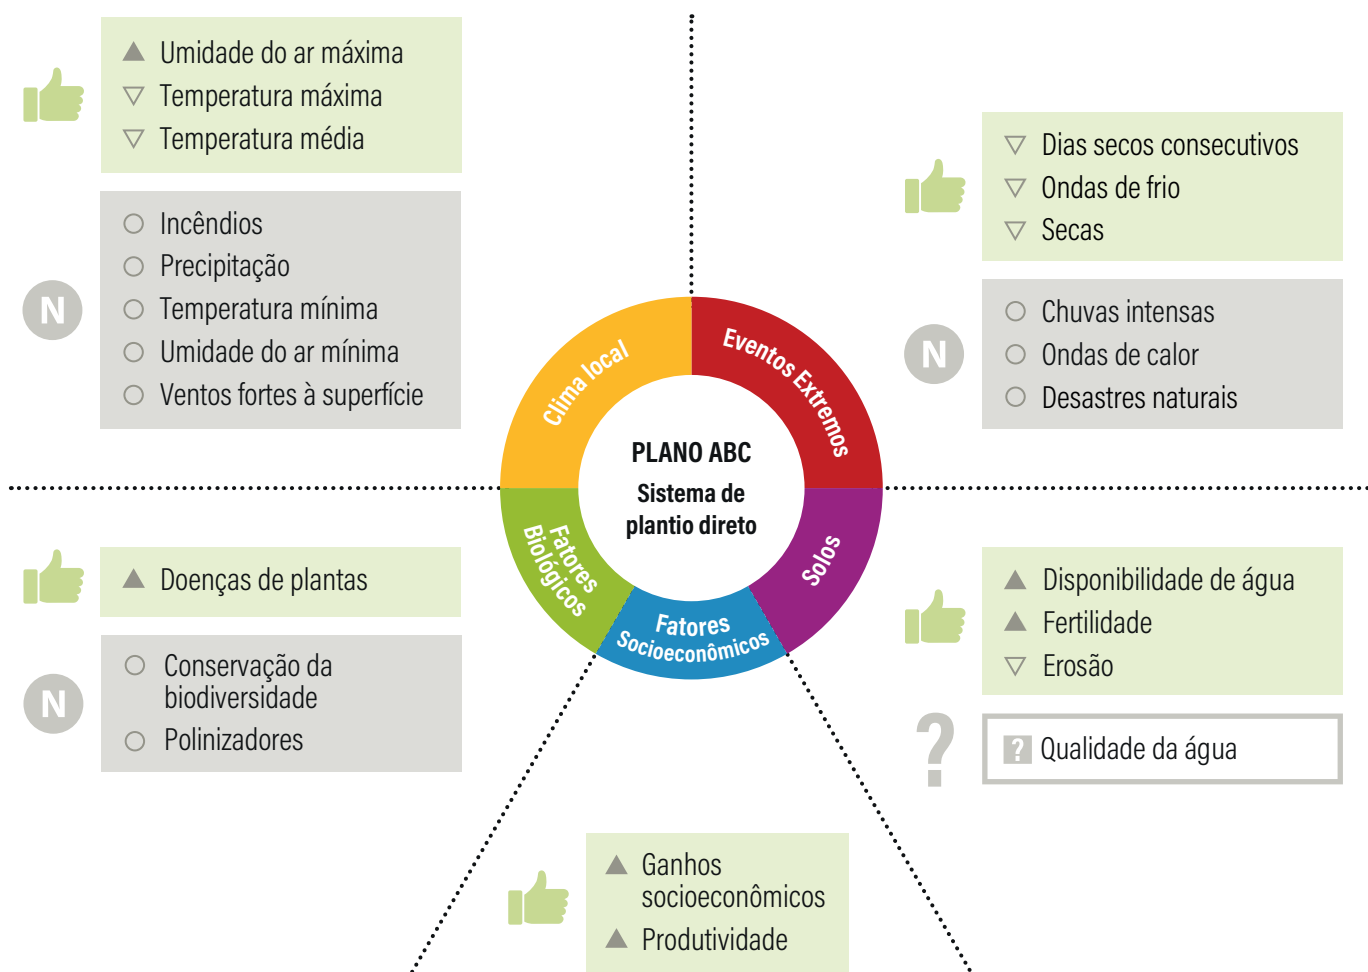 Umidade do ar máxima
Temperatura máxima
Temperatura média
N
Incêndios
Precipitação
Temperatura mínima
Umidade do ar mínima
Ventos fortes à superfície
Dias secos consecutivos
Ondas de frio
Secas
N
Chuvas intensas
Ondas de calor
Desastres naturais
Clima local
Eventos Extremos
PLANO ABC
Sistema de
plantio direto
Fatores
Biológicos
Fatores
Socioeconômicos
Solos
Doenças de plantas
N
Conservação da
biodiversidade
Polinizadores
Disponibilidade de água
Fertilidade
Erosão
?
? Qualidade da água
Ganhos
socioeconômicos
Produtividade